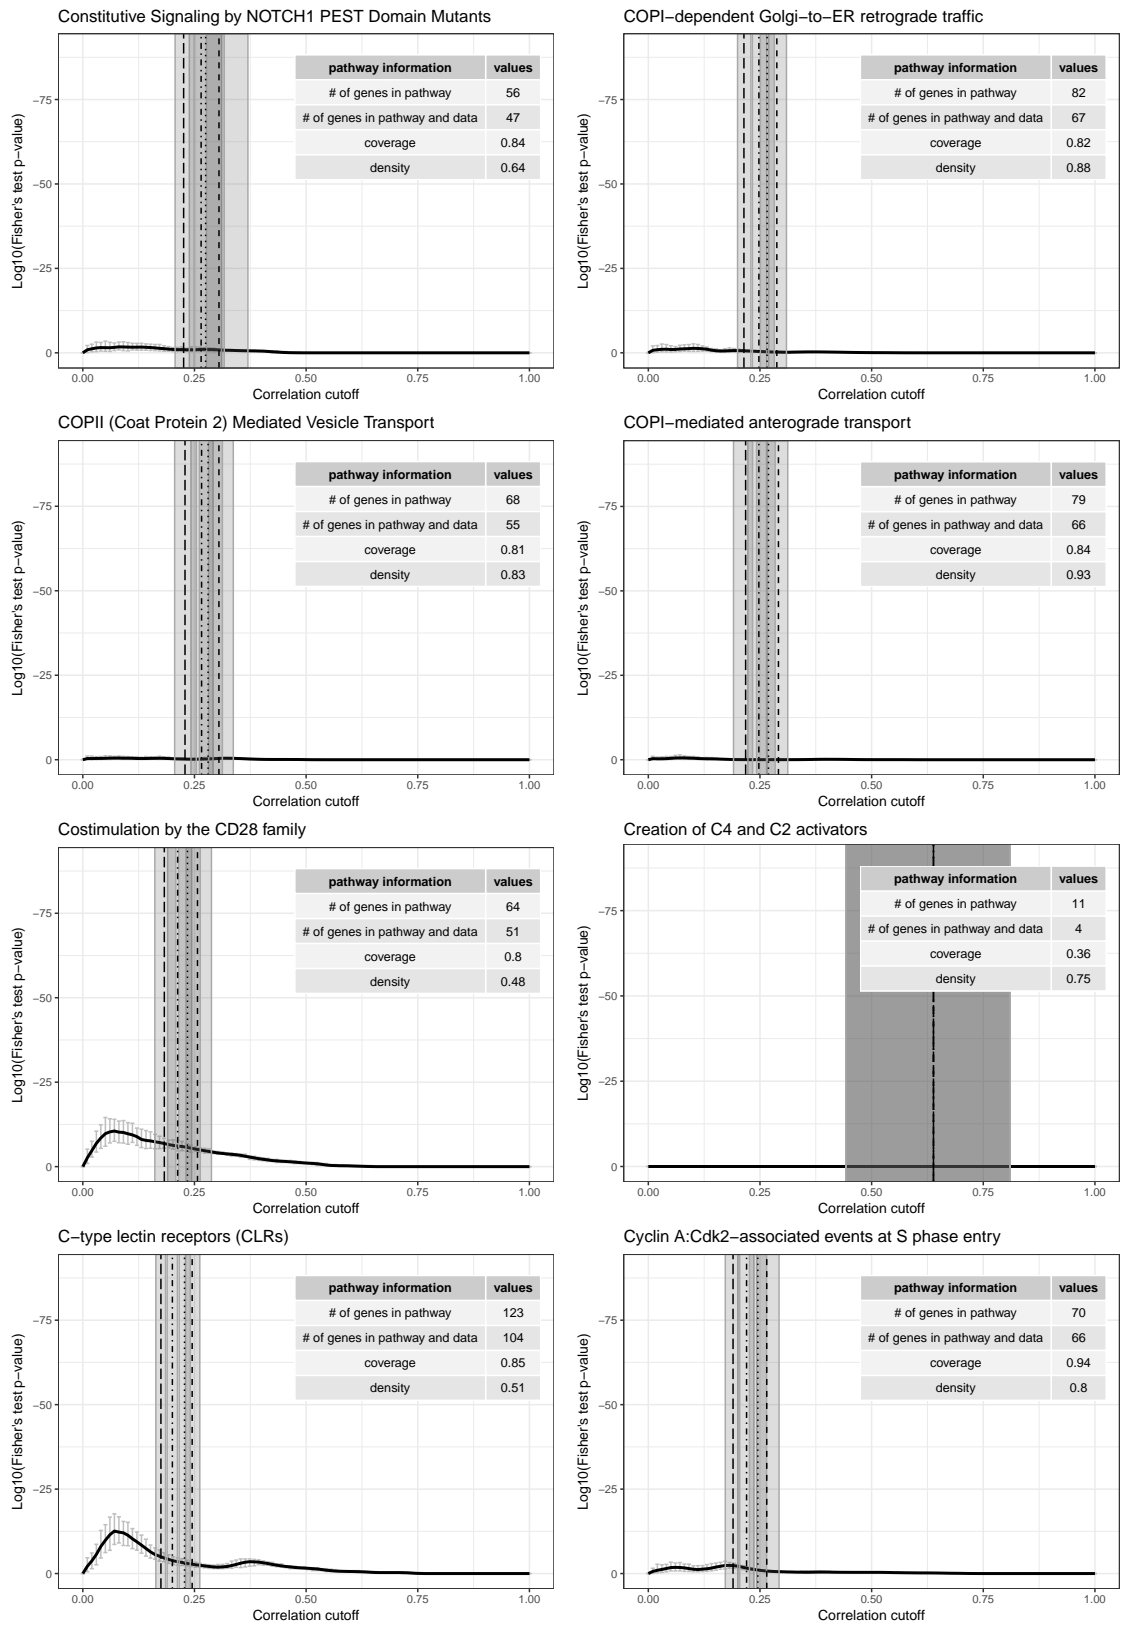 Constitutive Signaling by NOTCH1 PEST Domain Mutants
Log10(Fisher's test p−value)
−75
−50
−25
0
pathway information values
# of genes in pathway 56
# of genes in pathway and data 47
coverage 0.84
density 0.64
0.00 0.25 0.50 0.75 1.00
Correlation cutoff
COPI−dependent Golgi−to−ER retrograde traffic
Log10(Fisher's test p−value)
−75
−50
−25
0
pathway information values
# of genes in pathway 82
# of genes in pathway and data 67
coverage 0.82
density 0.88
0.00 0.25 0.50 0.75 1.00
Correlation cutoff
COPII (Coat Protein 2) Mediated Vesicle Transport
Log10(Fisher's test p−value)
−75
−50
−25
0
pathway information values
# of genes in pathway 68
# of genes in pathway and data 55
coverage 0.81
density 0.83
0.00 0.25 0.50 0.75 1.00
Correlation cutoff
COPI−mediated anterograde transport
Log10(Fisher's test p−value)
−75
−50
−25
0
pathway information values
# of genes in pathway 79
# of genes in pathway and data 66
coverage 0.84
density 0.93
0.00 0.25 0.50 0.75 1.00
Correlation cutoff
Costimulation by the CD28 family
Log10(Fisher's test p−value)
−75
−50
−25
0
pathway information values
# of genes in pathway 64
# of genes in pathway and data 51
coverage 0.8
density 0.48
0.00 0.25 0.50 0.75 1.00
Correlation cutoff
Creation of C4 and C2 activators
Log10(Fisher's test p−value)
−75
−50
−25
0
pathway information values
# of genes in pathway 11
# of genes in pathway and data 4
coverage 0.36
density 0.75
0.00 0.25 0.50 0.75 1.00
Correlation cutoff
C−type lectin receptors (CLRs)
Log10(Fisher's test p−value)
−75
−50
−25
0
pathway information values
# of genes in pathway 123
# of genes in pathway and data 104
coverage 0.85
density 0.51
0.00 0.25 0.50 0.75 1.00
Correlation cutoff
Cyclin A:Cdk2−associated events at S phase entry
Log10(Fisher's test p−value)
−75
−50
−25
0
pathway information values
# of genes in pathway 70
# of genes in pathway and data 66
coverage 0.94
density 0.8
0.00 0.25 0.50 0.75 1.00
Correlation cutoff